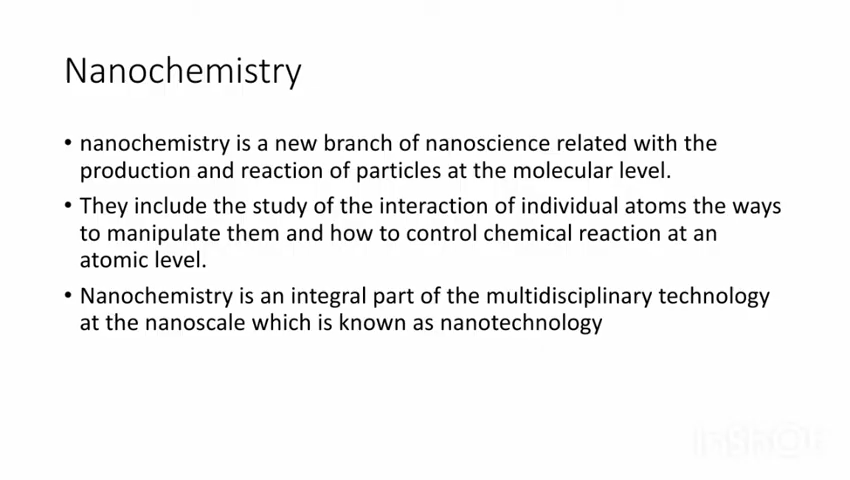 Nanochemistry
• nanochemistry is a new branch of nanoscience related with the
production and reaction of particles at the molecular level.
• They include the study of the interaction of individual atoms the ways
to manipulate them and how to control chemical reaction at an
atomic level.
• Nanochemistry is an integral part of the multidisciplinary technology
at the nanoscale which is known as nanotechnology
InSHOT